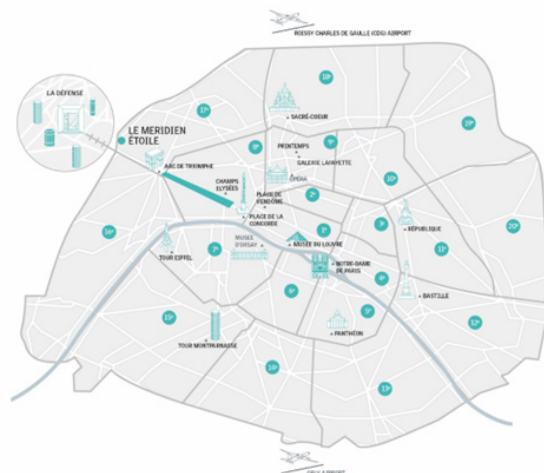 ROISSY CHARLES DE GAULLE (CDG) AIRPORT
LA DÉFENSE
LE MERIDIEN
ÉTOILE
18e
17e
19e
SACRÉ-COEUR
ARC DE TRIOMPHE
8e
9e
PRINTEMPS
GALERIE LAFAYETTE
OPÉRA
10e
CHAMPS
ELYSÉES
PLACE DE
VENDÔME
2e
PLACE DE LA
CONCORDE
16e
1e
3e
RÉPUBLIQUE
11e
20e
TOUR EIFFEL
7e
MUSÉE
D'ORSAY
MUSÉE DU LOUVRE
NOTRE-DAME
DE PARIS
4e
BASTILLE
6e
5e
PANTHÉON
12e
15e
TOUR MONTPARNASSE
14e
13e
ORLY AIRPORT